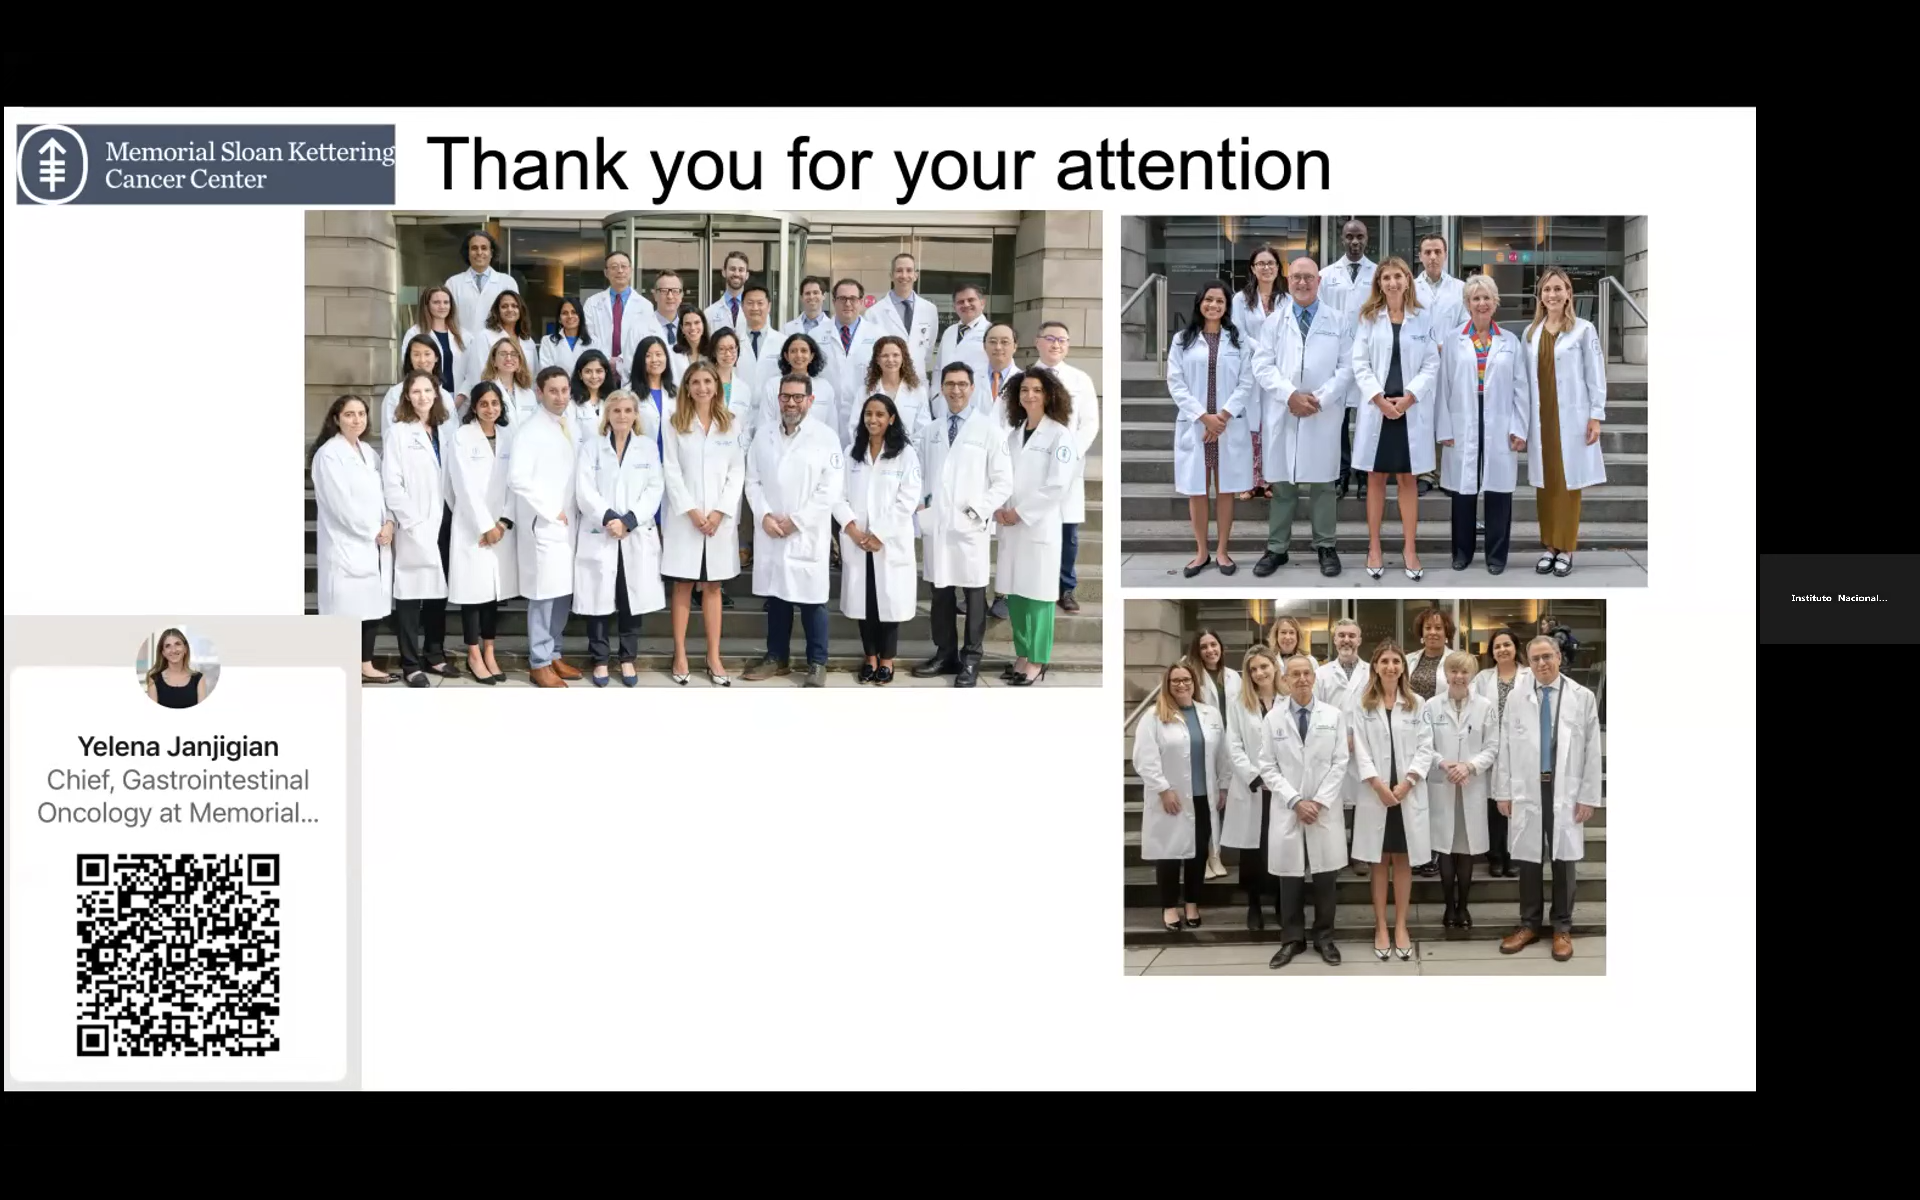 Memorial Sloan Kettering
Cancer Center
Thank you for your attention
Yelena Janjigian
Chief, Gastrointestinal
Oncology at Memorial...
Instituto Nacional...